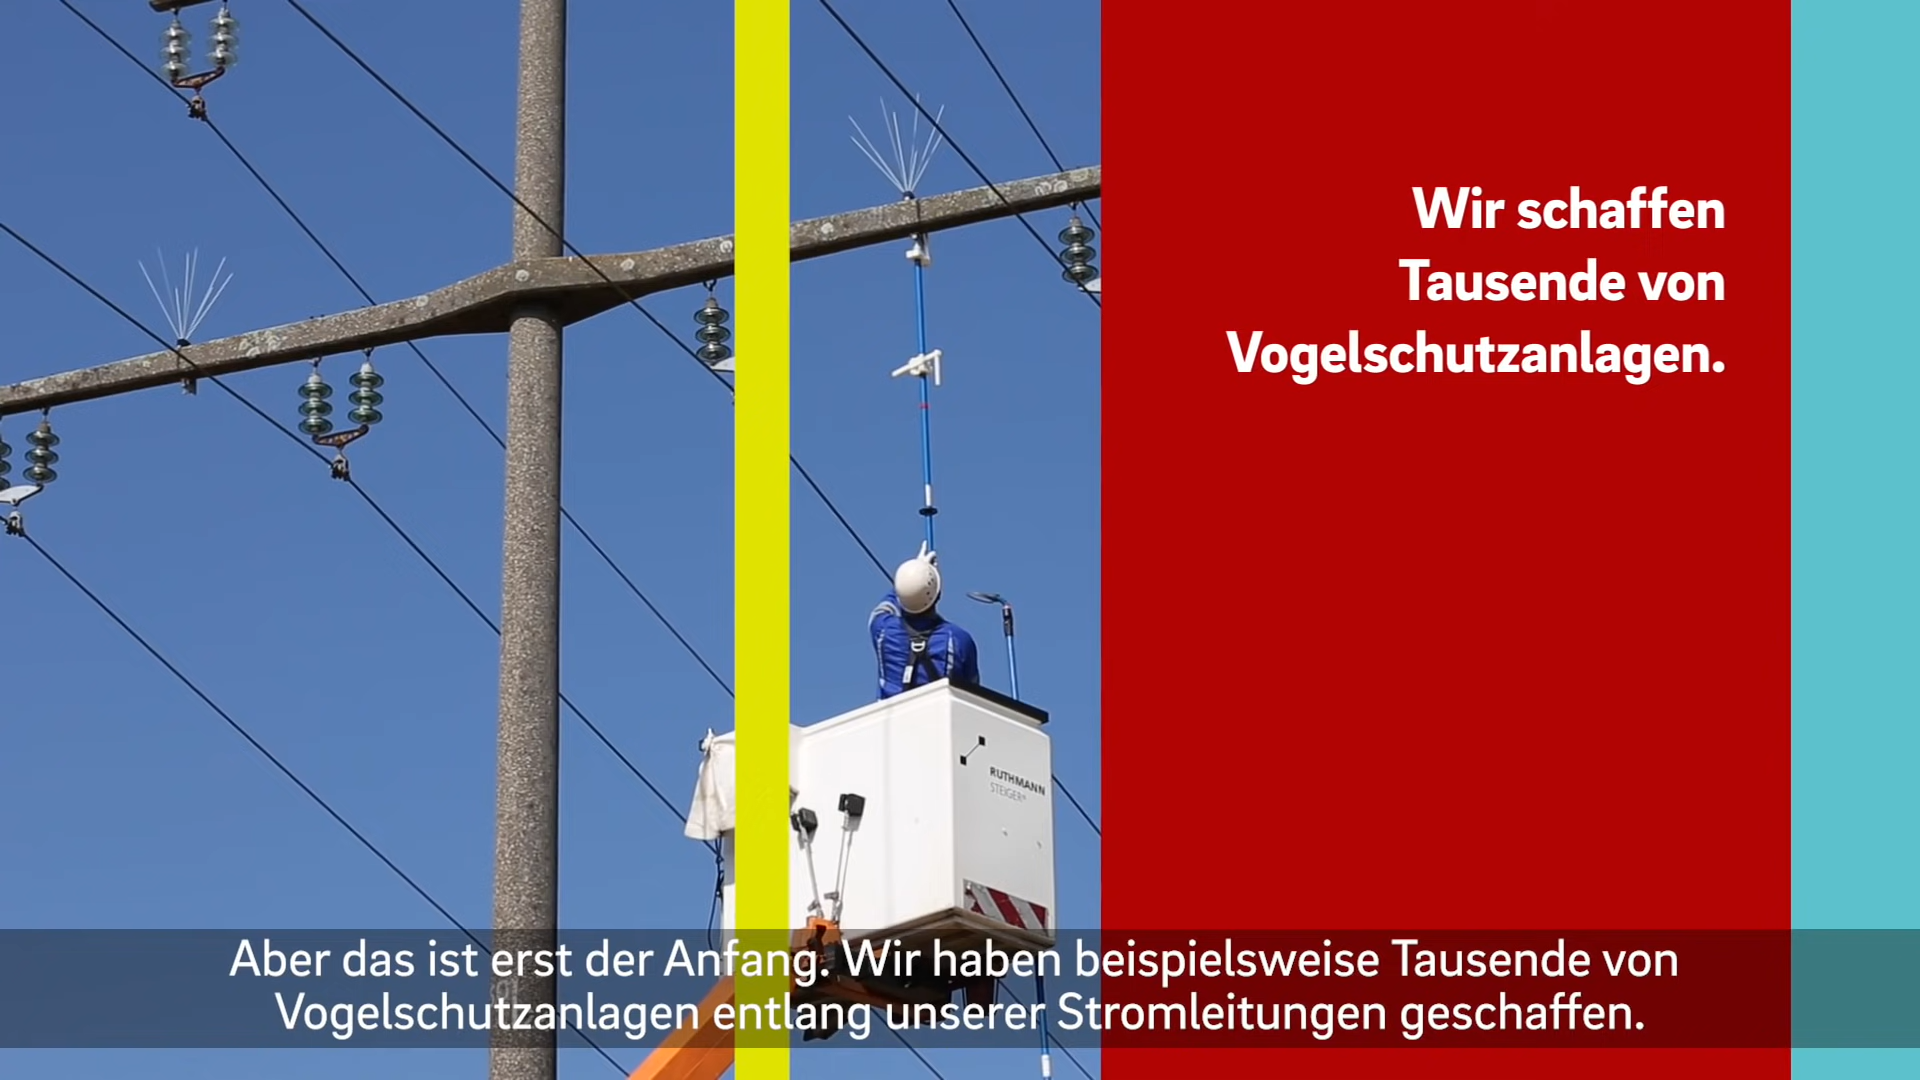 Wir schaffen
Tausende von
Vogelschutzanlagen.
RUTHMANN
STEIGER®
Aber das ist erst der Anfang. Wir haben beispielsweise Tausende von
Vogelschutzanlagen entlang unserer Stromleitungen geschaffen.